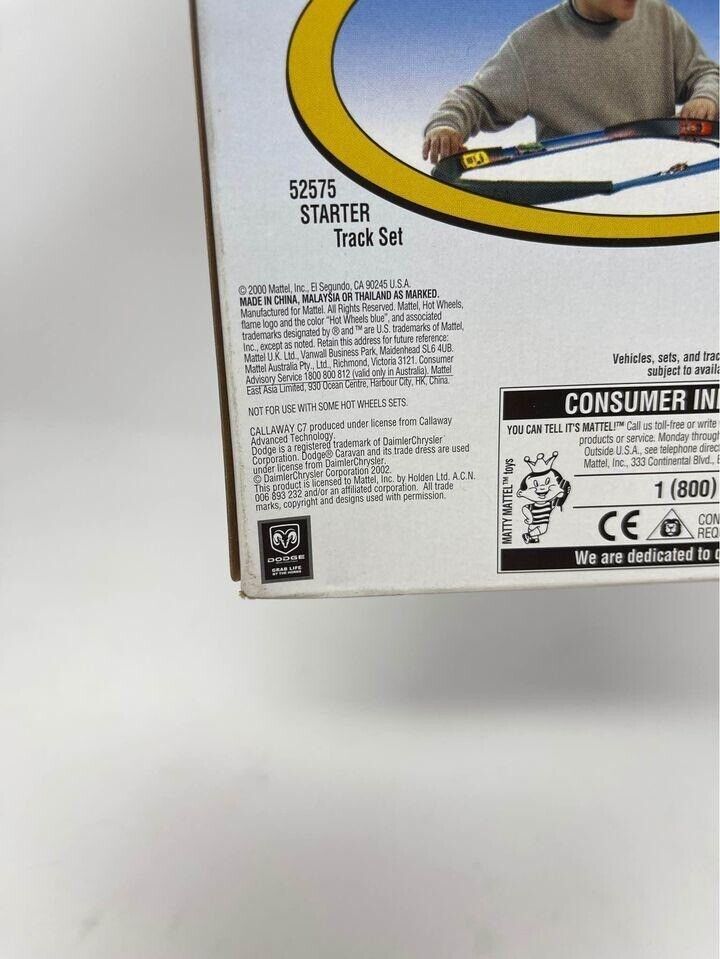 52575
STARTER
Track Set
© 2000 Mattel, Inc., El Segundo, CA 90245 U.S.A.
MADE IN CHINA, MALAYSIA OR THAILAND AS MARKED.
Manufactured for Mattel. All Rights Reserved. Mattel, Hot Wheels,
flame logo and the color "Hot Wheels blue", and associated
trademarks designated by ® and ™ are U.S. trademarks of Mattel,
Inc., except as noted. Retain this address for future reference:
Mattel U.K. Ltd., Vanwall Business Park, Maidenhead SL6 4UB.
Mattel Australia Pty., Ltd., Richmond, Victoria 3121. Consumer
Advisory Service 1800 800 812 (valid only in Australia). Mattel
East Asia Limited, 930 Ocean Centre, Harbour City, HK, China.
NOT FOR USE WITH SOME HOT WHEELS SETS.
CALLAWAY C7 produced under license from Callaway
Advanced Technology.
Dodge is a registered trademark of DaimlerChrysler
Corporation. Dodge® Caravan and its trade dress are used
under license from DaimlerChrysler.
© DaimlerChrysler Corporation 2002.
This product is licensed to Mattel, Inc. by Holden Ltd. A.C.N.
006 893 232 and/or an affiliated corporation. All trade
marks, copyright and designs used with permission.
DODGE
GRAB LIFE
BY THE HORNS
Vehicles, sets, and trac
subject to availa
CONSUMER IN
YOU CAN TELL IT'S MATTEL!™ Call us toll-free or write
products or service. Monday through
Outside U.S.A., see telephone direc
Mattel, Inc., 333 Continental Blvd.,
MATTY MATTEL™ toys
1 (800)
CE
CON
REQ
We are dedicated to